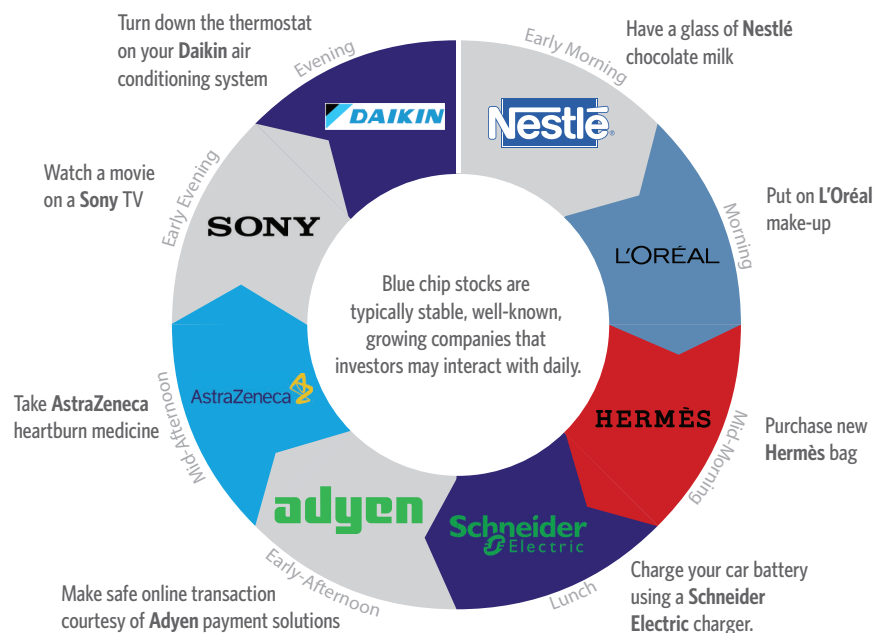 Early Morning
Have a glass of Nestlé
chocolate milk
Nestlé®
Morning
Put on L'Oréal
make-up
L'ORÉAL
Mid-Morning
Purchase new
Hermès bag
HERMÈS
Lunch
Charge your car battery
using a Schneider
Electric charger.
Schneider
Electric
Early-Afternoon
Make safe online transaction
courtesy of Adyen payment solutions
adyen
Mid-Afternoon
Take AstraZeneca
heartburn medicine
AstraZeneca
Early Evening
Watch a movie
on a Sony TV
SONY
Evening
Turn down the thermostat
on your Daikin air
conditioning system
DAIKIN
Blue chip stocks are
typically stable, well-known,
growing companies that
investors may interact with daily.